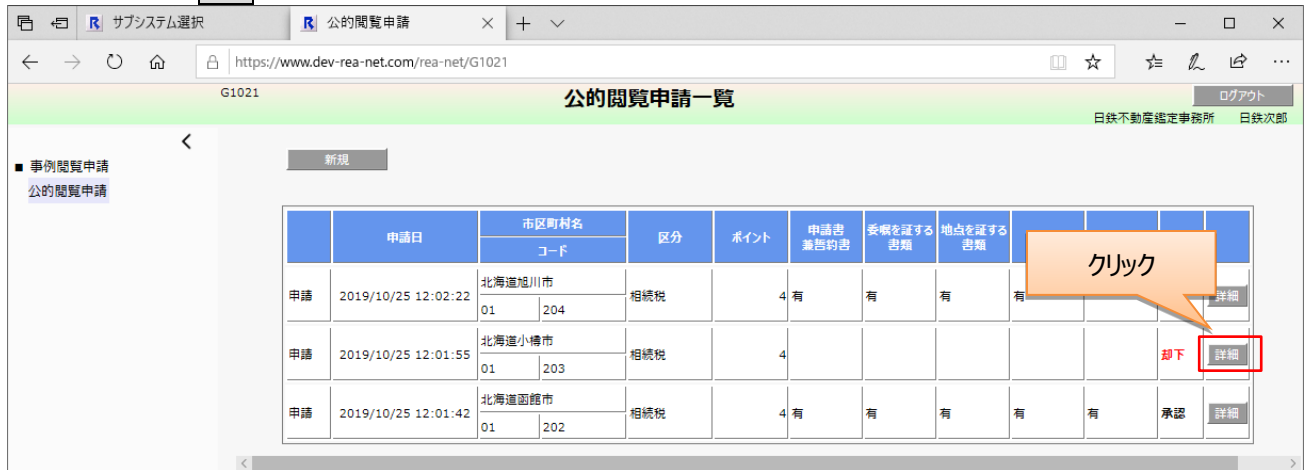 サブシステム選択
公的閲覧申請
https://www.dev-rea-net.com/rea-net/G1021
G1021
公的閲覧申請一覧
ログアウト
日鉄不動産鑑定事務所 日鉄次郎
■ 事例閲覧申請
公的閲覧申請
新規
申請日 市区町村名 区分 ポイント 申請書 委嘱を証する 地点を証する
コード 兼誓約書 書類 書類
クリック
申請 2019/10/25 12:02:22 北海道旭川市 相続税 4 有 有 有 有 詳細
01 204
申請 2019/10/25 12:01:55 北海道小樽市 相続税 4 却下 詳細
01 203
申請 2019/10/25 12:01:42 北海道函館市 相続税 4 有 有 有 有 有 承認 詳細
01 202